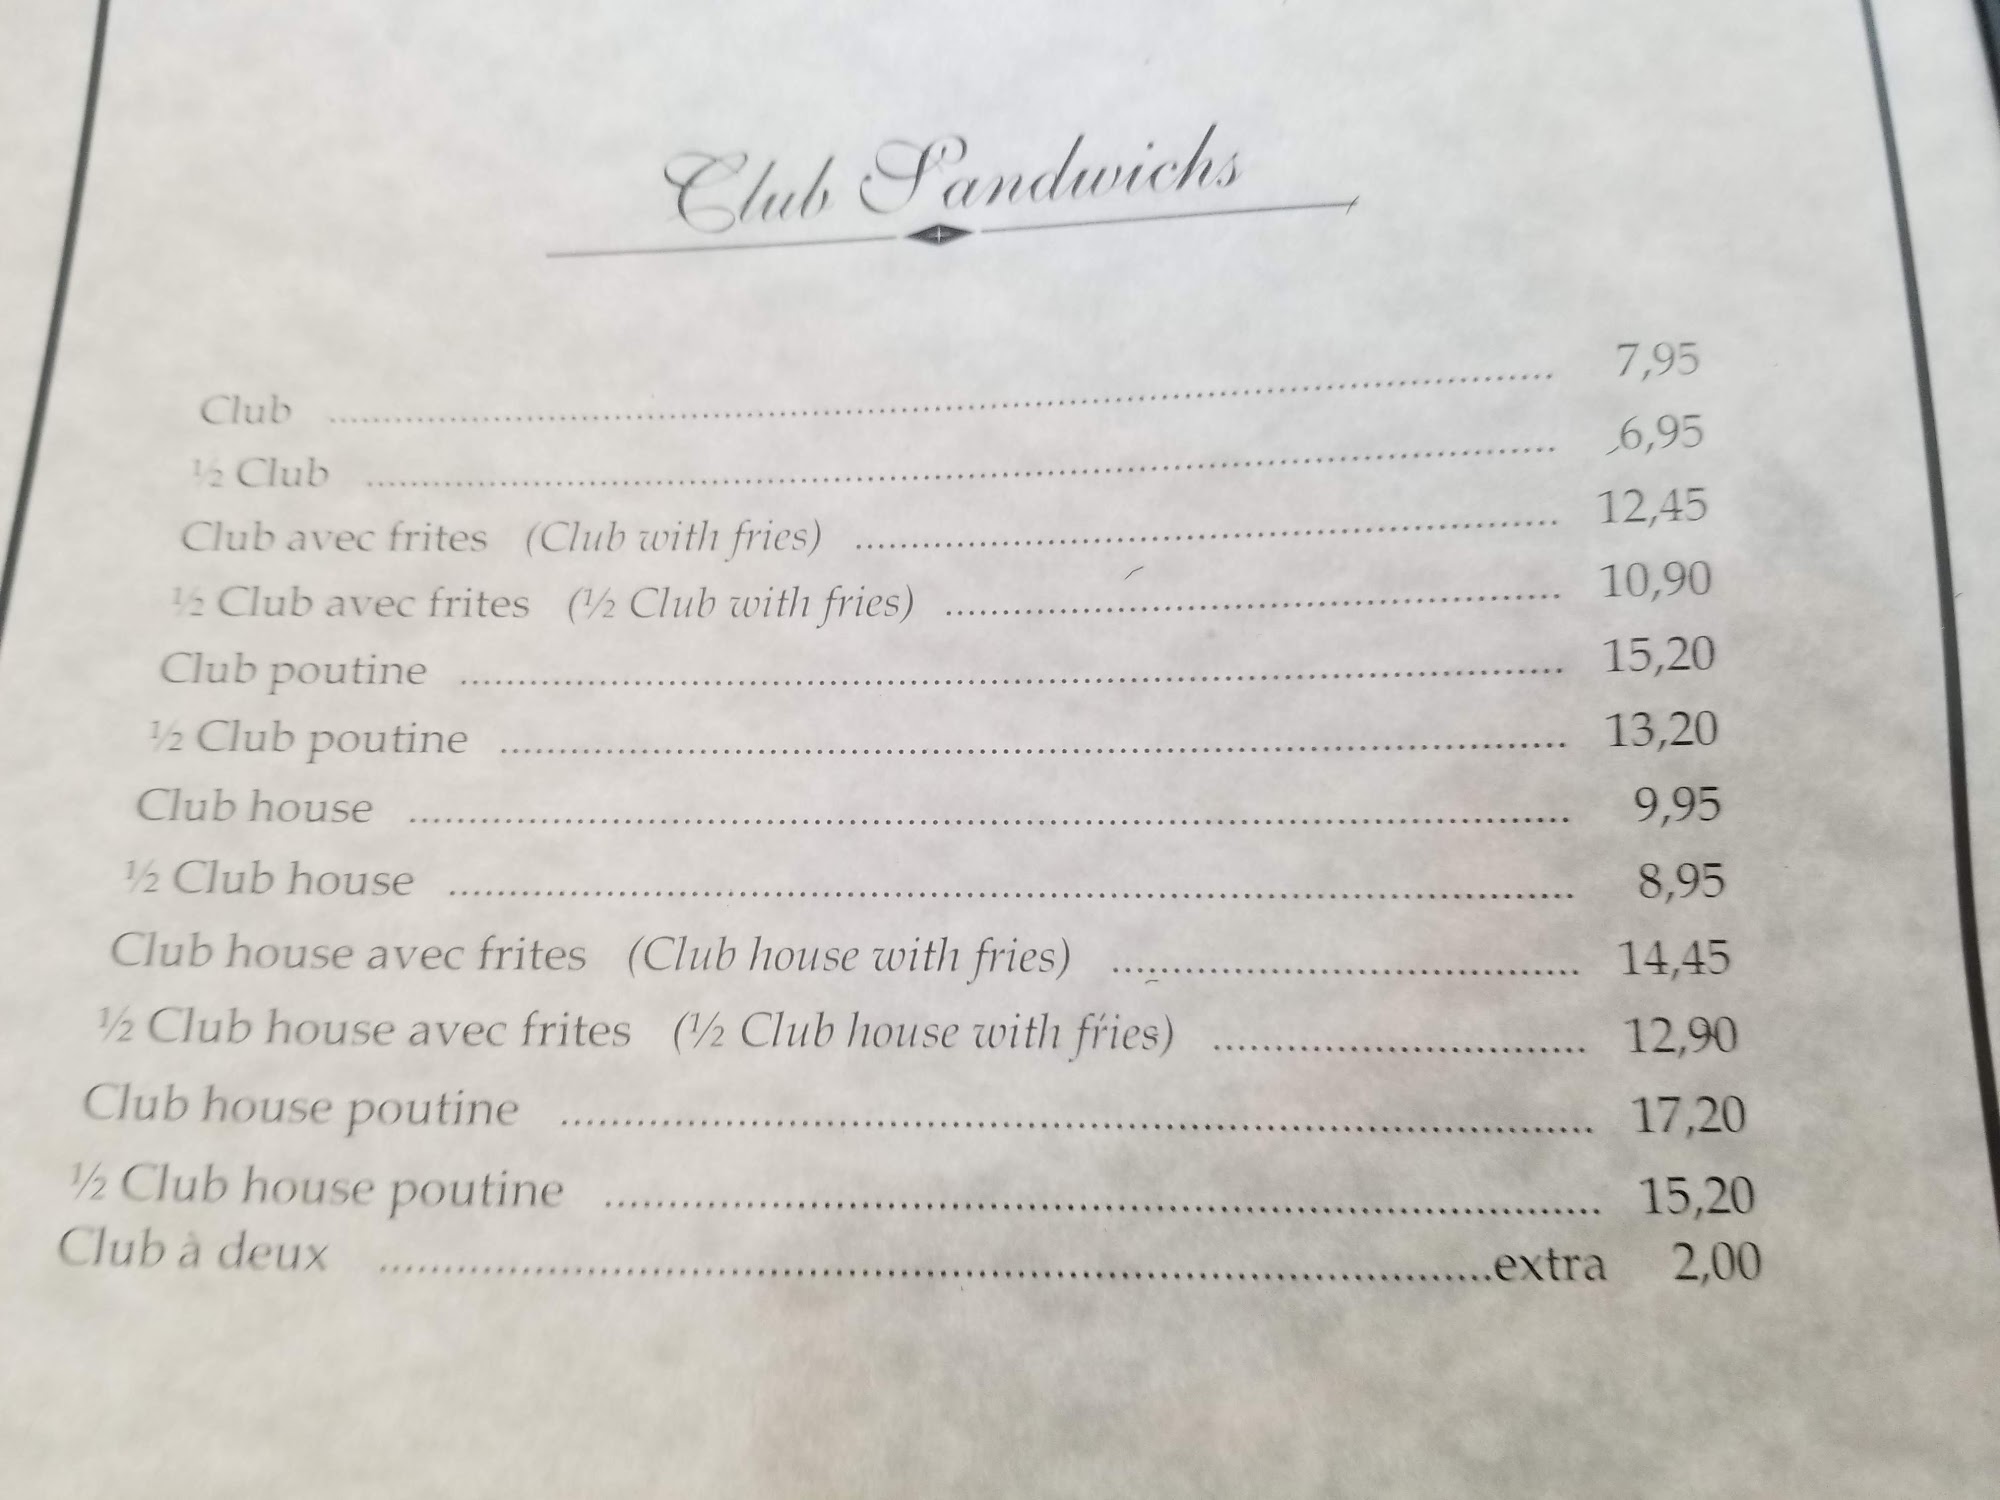 Club Sandwichs
Club ........................................................................ 7,95
½ Club ........................................................................ 6,95
Club avec frites (Club with fries) ........................................ 12,45
½ Club avec frites (½ Club with fries) ........................................ 10,90
Club poutine ........................................................................ 15,20
½ Club poutine ........................................................................ 13,20
Club house ........................................................................ 9,95
½ Club house ........................................................................ 8,95
Club house avec frites (Club house with fries) ........................................ 14,45
½ Club house avec frites (½ Club house with fries) ............................ 12,90
Club house poutine ........................................................................ 17,20
½ Club house poutine ................................................................ 15,20
Club à deux ........................................................................extra 2,00